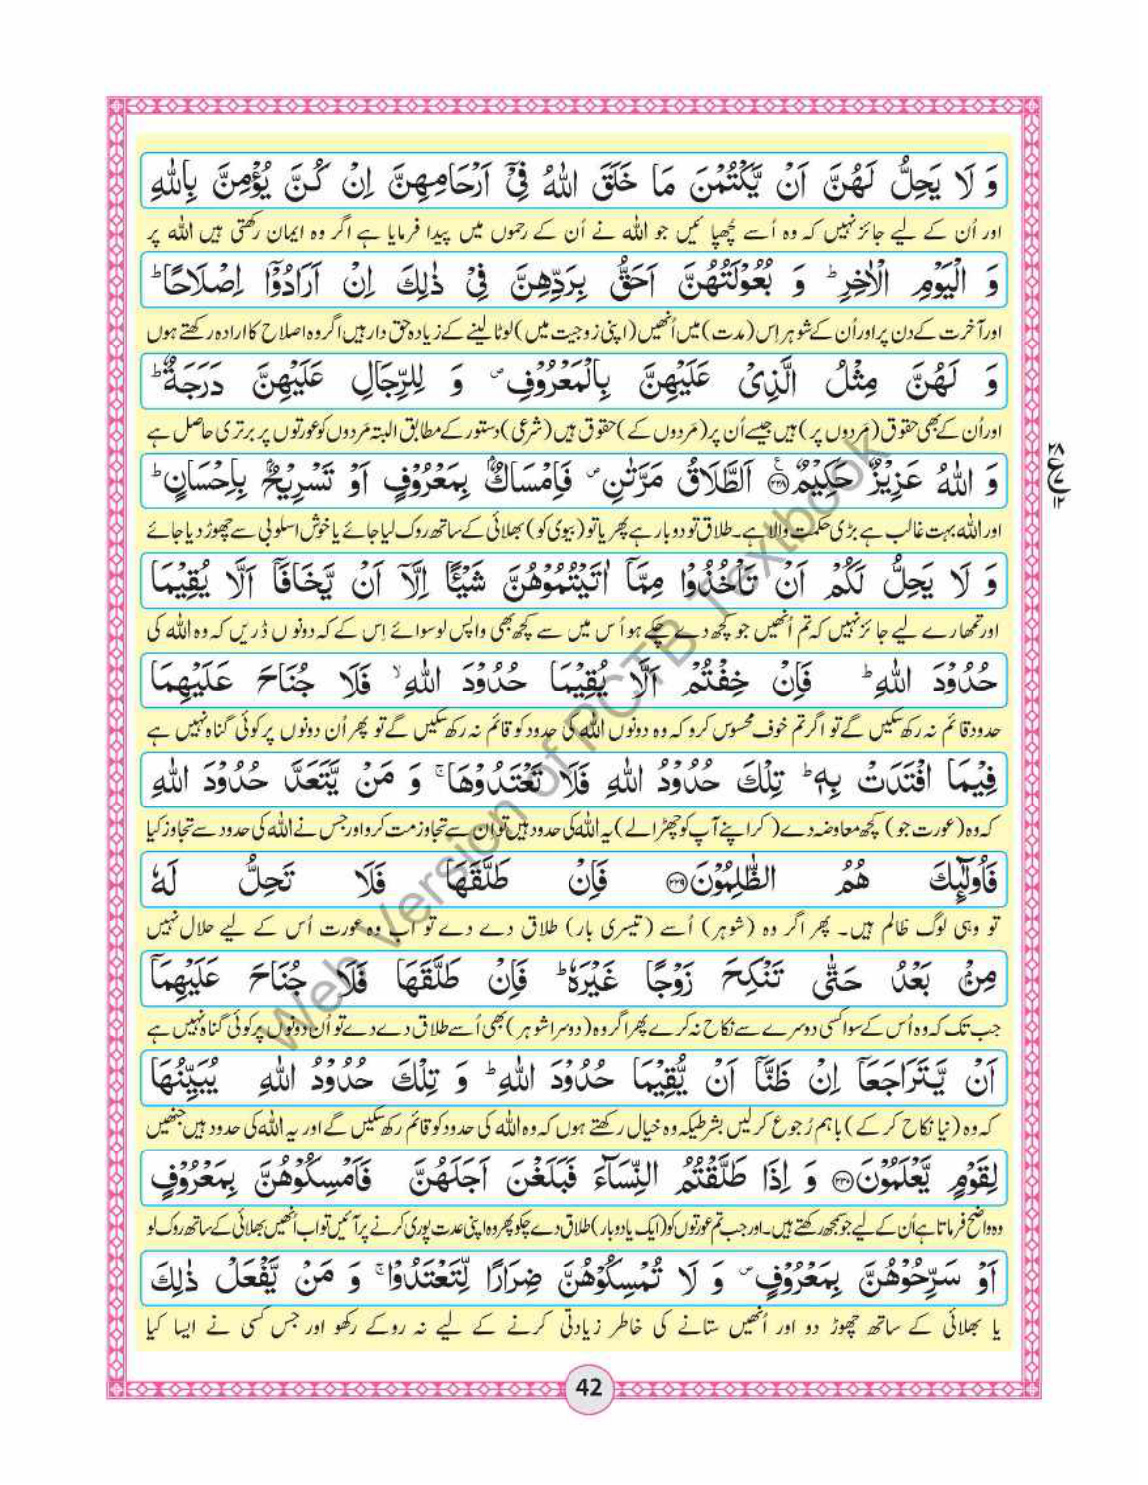 وَ لَا يَحِلُّ لَهُنَّ اَنْ يَّكْتُمْنَ مَا خَلَقَ اللّٰهُ فِيْۤ اَرْحَامِهِنَّ اِنْ كُنَّ يُؤْمِنَّ بِاللّٰهِ
اور اُن کے لیے جائز نہیں کہ وہ اُسے چُھپائیں جو اللہ نے اُن کے رحموں میں پیدا فرمایا ہے اگر وہ ایمان رکھتی ہیں اللہ پر
وَ الْيَوْمِ الْاٰخِرِ ؕ وَ بُعُوْلَتُهُنَّ اَحَقُّ بِرَدِّهِنَّ فِيْ ذٰلِكَ اِنْ اَرَادُوْۤا اِصْلَاحًا ؕ
اور آخرت کے دن پر اور اُن کے شوہر اِس (مدت) میں اُنھیں (اپنی زوجیت میں) لوٹا لینے کے زیادہ حق دار ہیں اگر وہ اصلاح کا ارادہ رکھتے ہوں
وَ لَهُنَّ مِثْلُ الَّذِيْ عَلَيْهِنَّ بِالْمَعْرُوْفِ ۪ وَ لِلرِّجَالِ عَلَيْهِنَّ دَرَجَةٌ ؕ
اور اُن کے بھی حقوق (مَردوں پر) ہیں جیسے اُن پر (مَردوں کے) حقوق ہیں (شرعی) دستور کے مطابق البتہ مَردوں کو عورتوں پر برتری حاصل ہے
وَ اللّٰهُ عَزِيْزٌ حَكِيْمٌ ۟﴿۲۲۸﴾ اَلطَّلَاقُ مَرَّتٰنِ ۪ فَاِمْسَاكٌۢ بِمَعْرُوْفٍ اَوْ تَسْرِيْحٌۢ بِاِحْسَانٍ ؕ
۲۸
ع
۱۲
اور اللہ بہت غالب ہے بڑی حکمت والا ہے۔ طلاق تو دو بار ہے پھر یا تو (بیوی کو) بھلائی کے ساتھ روک لیا جائے یا خوش اسلوبی سے چھوڑ دیا جائے
وَ لَا يَحِلُّ لَكُمْ اَنْ تَاْخُذُوْا مِمَّاۤ اٰتَيْتُمُوْهُنَّ شَيْـًٔا اِلَّاۤ اَنْ يَّخَافَاۤ اَلَّا يُقِيْمَا
اور تمھارے لیے جائز نہیں کہ تم اُنھیں جو کچھ دے چکے ہو اُس میں سے کچھ بھی واپس لو سوائے اِس کے کہ دونوں ڈریں کہ وہ اللہ کی
حُدُوْدَ اللّٰهِ ؕ فَاِنْ خِفْتُمْ اَلَّا يُقِيْمَا حُدُوْدَ اللّٰهِ ۙ فَلَا جُنَاحَ عَلَيْهِمَا
حدود قائم نہ رکھ سکیں گے تو اگر تم خوف محسوس کرو کہ وہ دونوں اللہ کی حدود کو قائم نہ رکھ سکیں گے تو پھر اُن دونوں پر کوئی گناہ نہیں ہے
فِيْمَا افْتَدَتْ بِهٖ ؕ تِلْكَ حُدُوْدُ اللّٰهِ فَلَا تَعْتَدُوْهَا ۚ وَ مَنْ يَّتَعَدَّ حُدُوْدَ اللّٰهِ
کہ وہ (عورت جو) کچھ معاوضہ دے (کر اپنے آپ کو چھڑا لے) یہ اللہ کی حدود ہیں تو اِن سے تجاوز مت کرو اور جس نے اللہ کی حدود سے تجاوز کیا
فَاُولٰٓىِٕكَ هُمُ الظّٰلِمُوْنَ ﴿۲۲۹﴾ فَاِنْ طَلَّقَهَا فَلَا تَحِلُّ لَهٗ
تو وہی لوگ ظالم ہیں۔ پھر اگر وہ (شوہر) اُسے (تیسری بار) طلاق دے دے تو اب وہ عورت اُس کے لیے حلال نہیں
مِنْۢ بَعْدُ حَتّٰى تَنْكِحَ زَوْجًا غَيْرَهٗ ؕ فَاِنْ طَلَّقَهَا فَلَا جُنَاحَ عَلَيْهِمَاۤ
جب تک کہ وہ اُس کے سوا کسی دوسرے سے نکاح نہ کرے پھر اگر وہ (دوسرا شوہر) بھی اُسے طلاق دے دے تو اُن دونوں پر کوئی گناہ نہیں ہے
اَنْ يَّتَرَاجَعَاۤ اِنْ ظَنَّاۤ اَنْ يُّقِيْمَا حُدُوْدَ اللّٰهِ ؕ وَ تِلْكَ حُدُوْدُ اللّٰهِ يُبَيِّنُهَا
کہ وہ (نیا نکاح کر کے) باہم رُجوع کر لیں بشرطیکہ وہ خیال رکھتے ہوں کہ وہ اللہ کی حدود کو قائم رکھ سکیں گے اور یہ اللہ کی حدود ہیں جنھیں
لِقَوْمٍ يَّعْلَمُوْنَ ﴿۲۳۰﴾ وَ اِذَا طَلَّقْتُمُ النِّسَآءَ فَبَلَغْنَ اَجَلَهُنَّ فَاَمْسِكُوْهُنَّ بِمَعْرُوْفٍ
وہ واضح فرماتا ہے اُن کے لیے جو سمجھ رکھتے ہیں۔ اور جب تم عورتوں کو (ایک یا دو بار) طلاق دے چکو پھر وہ اپنی عدت پوری کرنے پر آئیں تو اب اُنھیں بھلائی کے ساتھ روک لو
اَوْ سَرِّحُوْهُنَّ بِمَعْرُوْفٍ ۪ وَ لَا تُمْسِكُوْهُنَّ ضِرَارًا لِّتَعْتَدُوْا ۚ وَ مَنْ يَّفْعَلْ ذٰلِكَ
یا بھلائی کے ساتھ چھوڑ دو اور اُنھیں ستانے کی خاطر زیادتی کرنے کے لیے نہ روکے رکھو اور جس کسی نے ایسا کیا
42
Web Version of PCTB Textbook